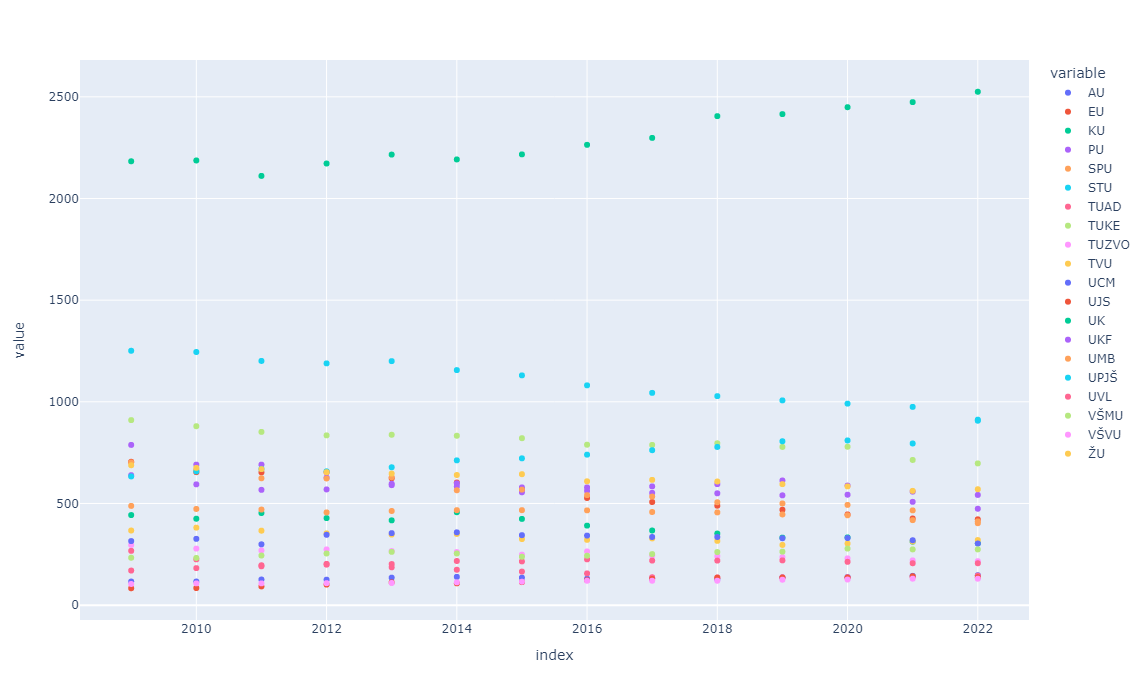 2500
2000
1500
1000
500
0
value
2010
2012
2014
2016
2018
2020
2022
index
variable
AU
EU
KU
PU
SPU
STU
TUAD
TUKE
TUZVO
TVU
UCM
UJS
UK
UKF
UMB
UPJŠ
UVL
VŠMU
VŠVU
ŽU